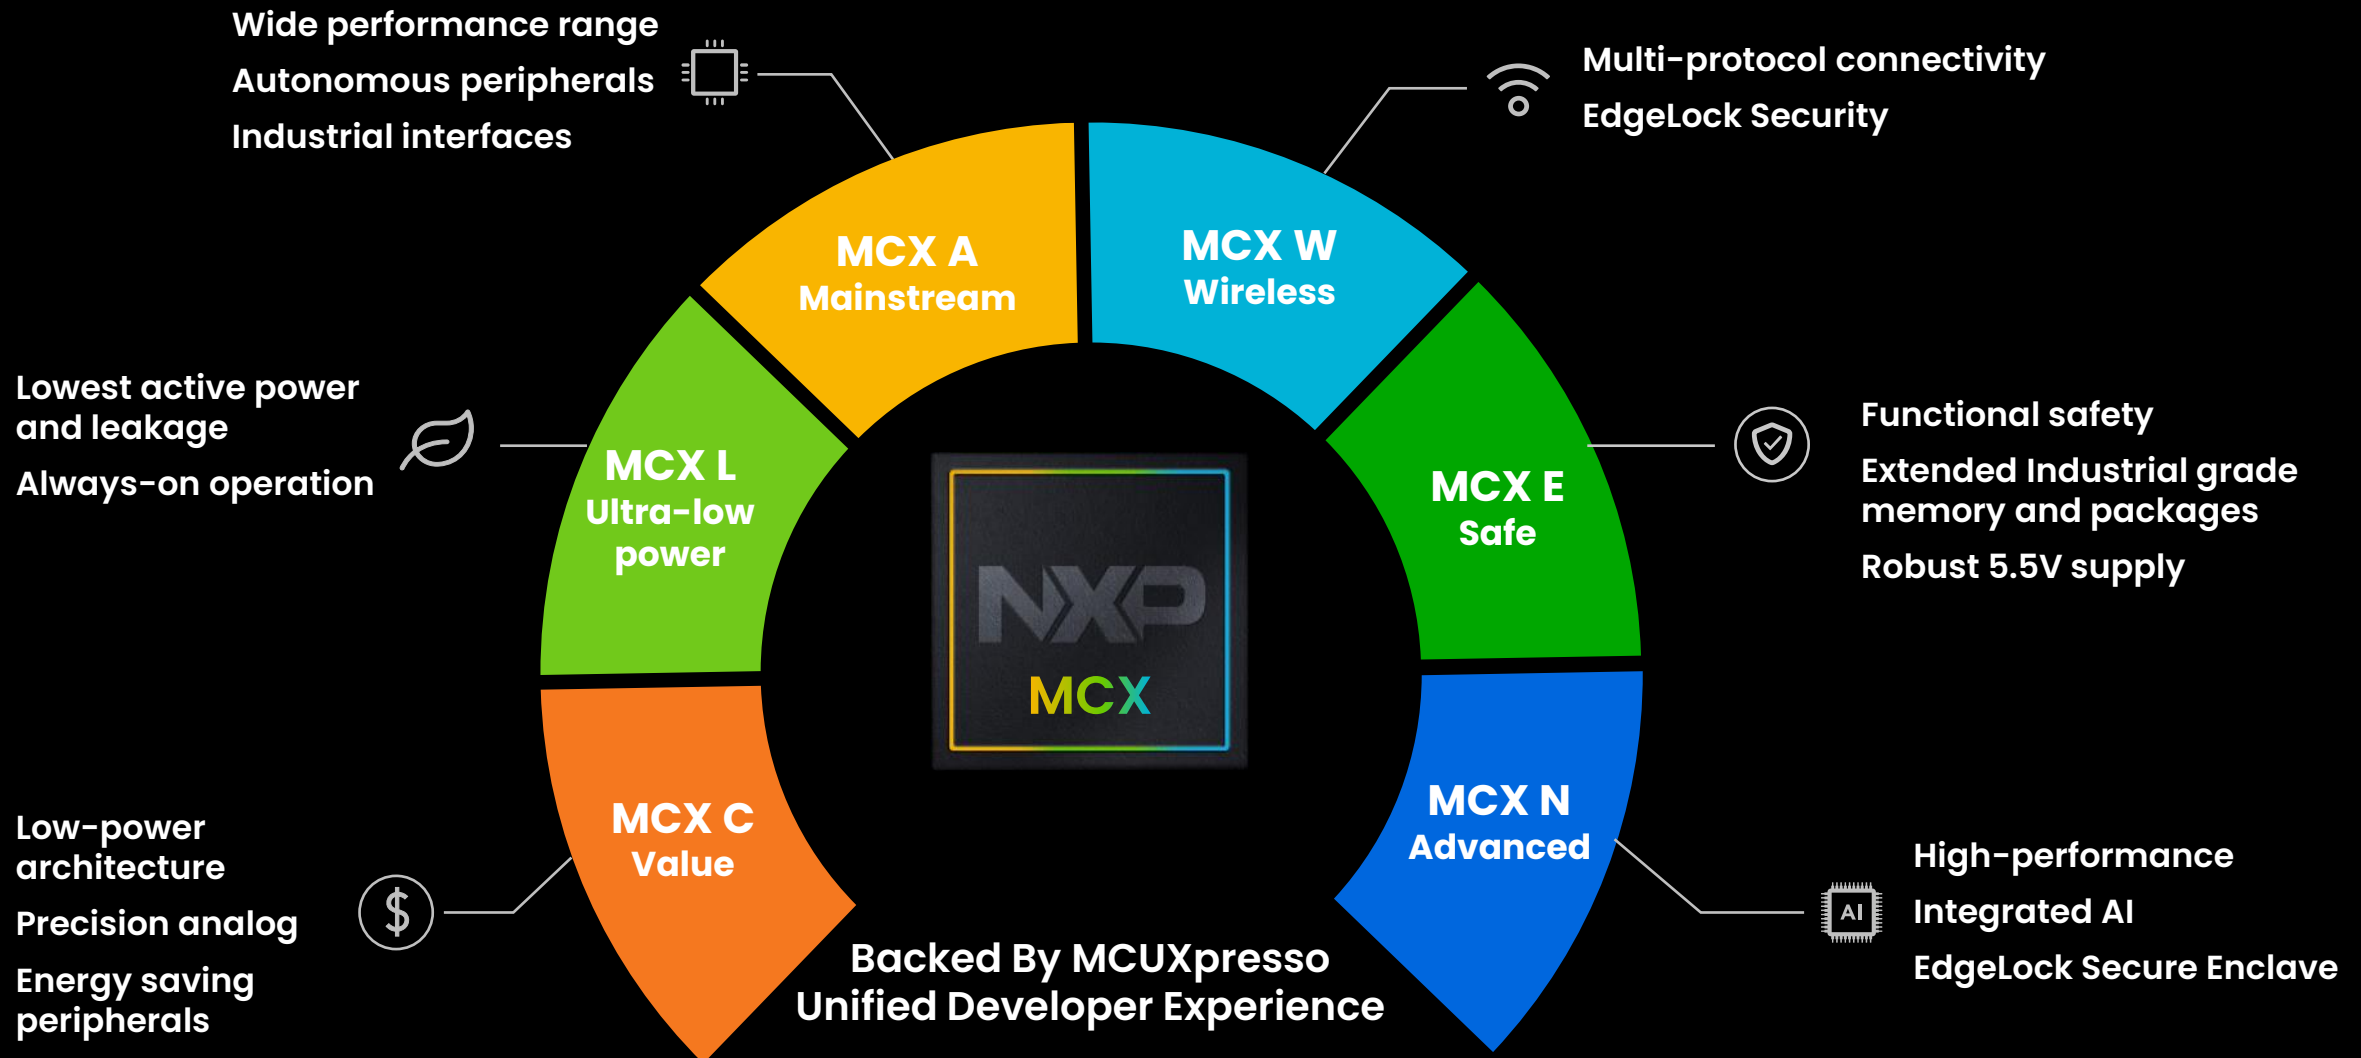 Wide performance range
Autonomous peripherals
Industrial interfaces
Multi-protocol connectivity
EdgeLock Security
MCX A
Mainstream
MCX W
Wireless
Lowest active power
and leakage
Always-on operation
MCX L
Ultra-low
power
MCX E
Safe
Functional safety
Extended Industrial grade
memory and packages
Robust 5.5V supply
NXP
MCX
Low-power
architecture
Precision analog
Energy saving
peripherals
$
MCX C
Value
MCX N
Advanced
AI
High-performance
Integrated AI
EdgeLock Secure Enclave
Backed By MCUXpresso
Unified Developer Experience